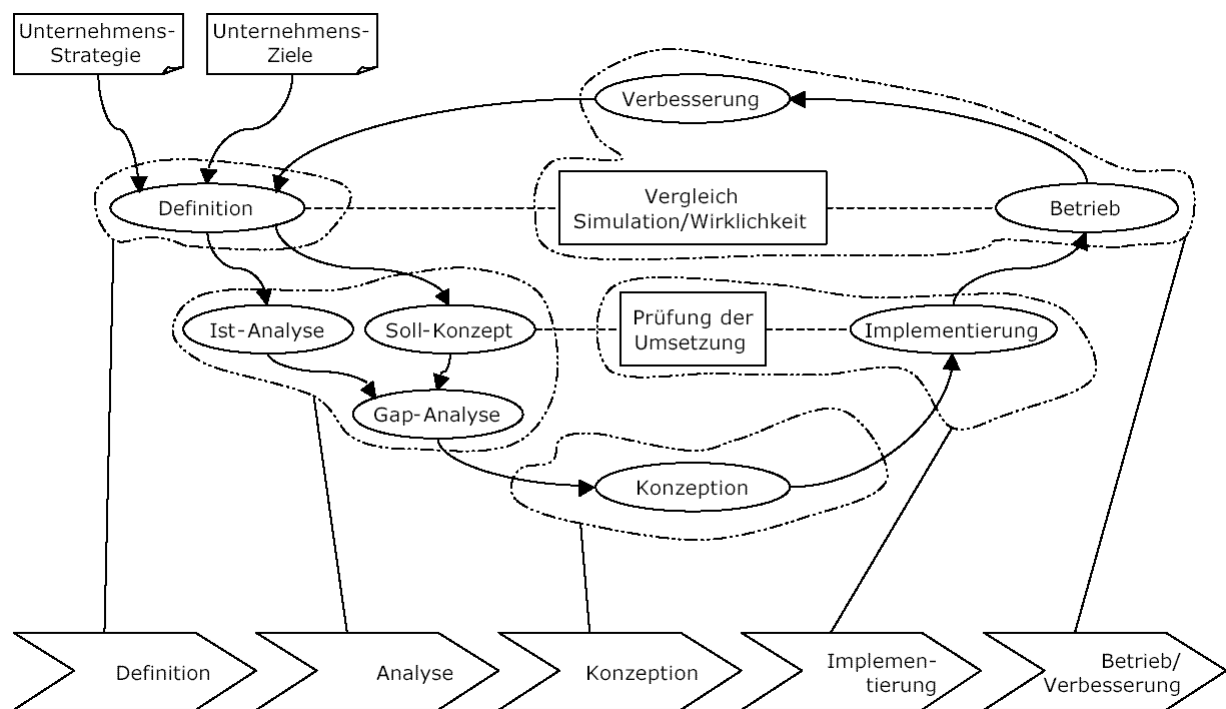 Unternehmens-
Strategie
Unternehmens-
Ziele
Verbesserung
Definition
Vergleich
Simulation/Wirklichkeit
Betrieb
Ist-Analyse
Soll-Konzept
Prüfung der
Umsetzung
Implementierung
Gap-Analyse
Konzeption
Definition
Analyse
Konzeption
Implemen-
tierung
Betrieb/
Verbesserung